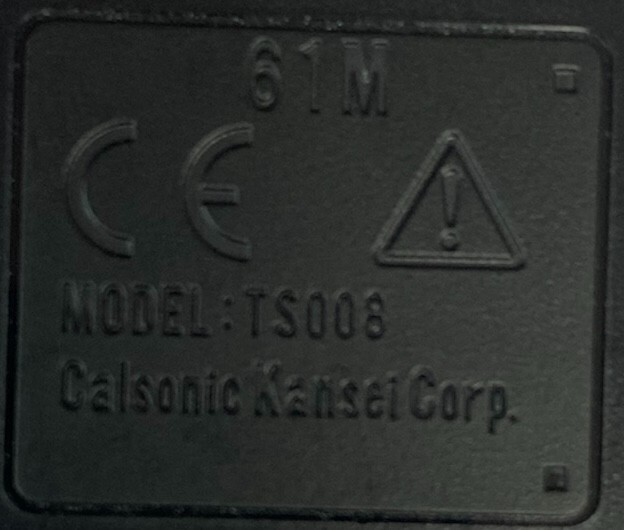 61M
CE
MODEL:TS008
Calsonic Kansei Corp.